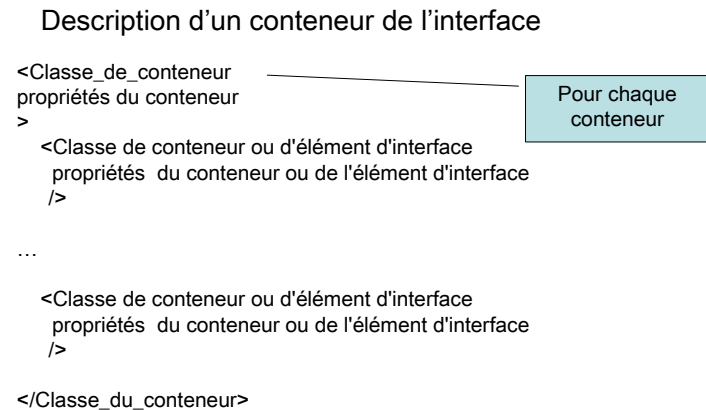 Description d’un conteneur de l’interface
<Classe_de_conteneur
propriétés du conteneur
>
Pour chaque
conteneur
<Classe de conteneur ou d'élément d'interface
propriétés  du conteneur ou de l'élément d'interface
/>
…
<Classe de conteneur ou d'élément d'interface
propriétés  du conteneur ou de l'élément d'interface
/>
</Classe_du_conteneur>